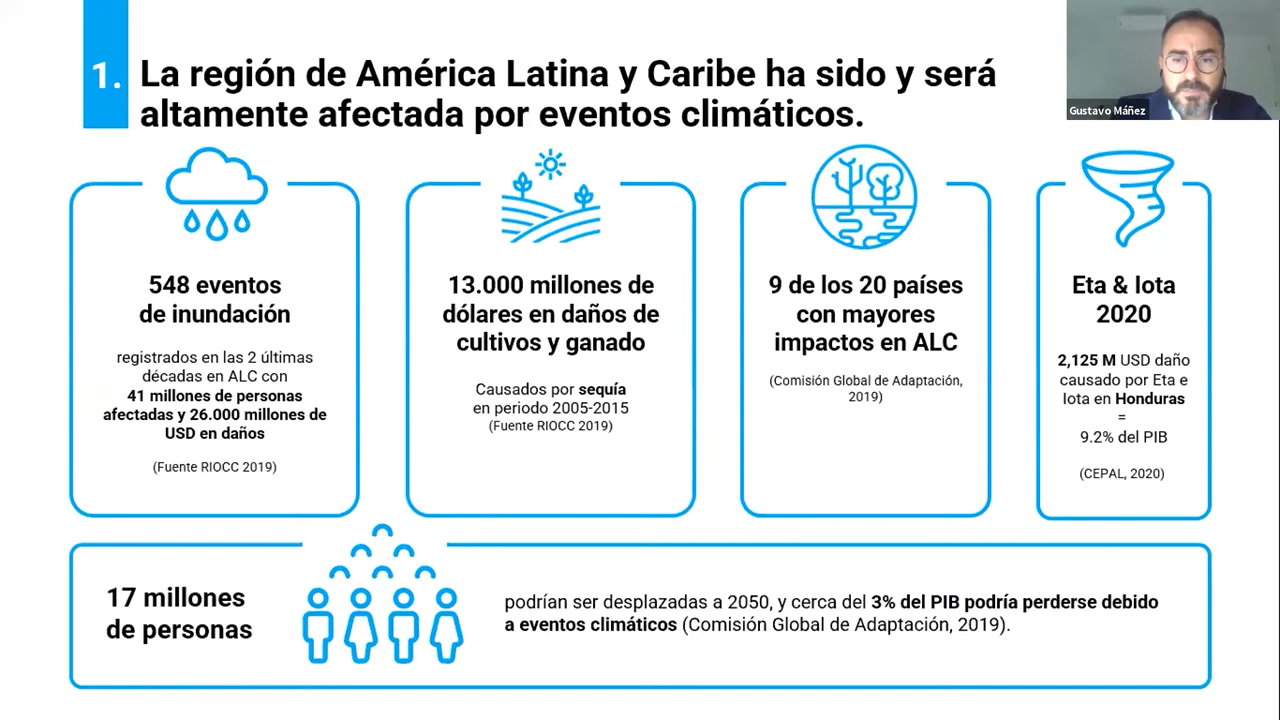 1. La región de América Latina y Caribe ha sido y será
altamente afectada por eventos climáticos.
Gustavo Máñez
548 eventos
de inundación
registrados en las 2 últimas
décadas en ALC con
41 millones de personas
afectadas y 26.000 millones de
USD en daños
(Fuente RIOCC 2019)
13.000 millones de
dólares en daños de
cultivos y ganado
Causados por sequía
en periodo 2005-2015
(Fuente RIOCC 2019)
9 de los 20 países
con mayores
impactos en ALC
(Comisión Global de Adaptación,
2019)
Eta & Iota
2020
2,125 M USD daño
causado por Eta e
Iota en Honduras
=
9.2% del PIB
(CEPAL, 2020)
17 millones
de personas
podrían ser desplazadas a 2050, y cerca del 3% del PIB podría perderse debido
a eventos climáticos (Comisión Global de Adaptación, 2019).